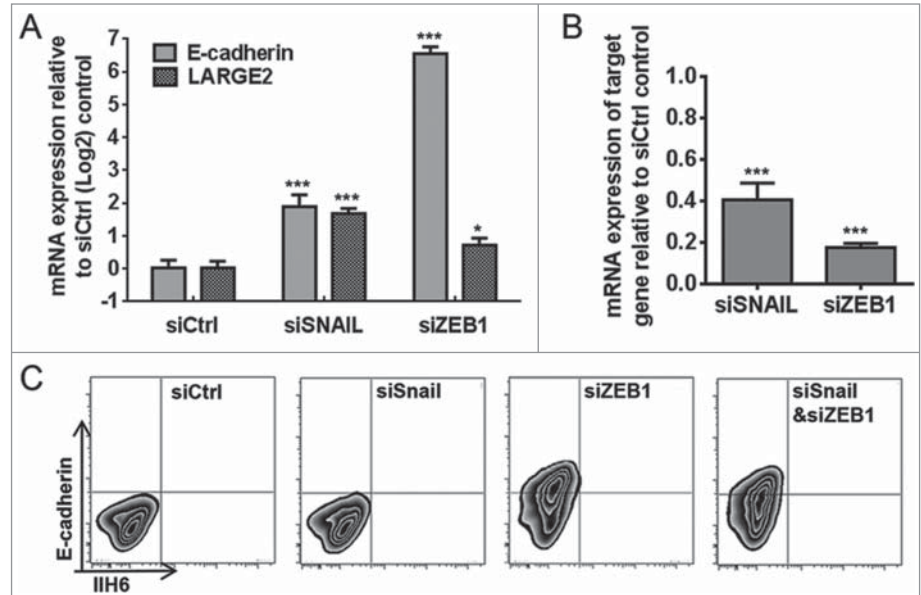 A
mRNA expression relative
to siCtrl (Log2) control
7
6
5
4
3
2
1
0
-1
E-cadherin
LARGE2
***
***
***
*
siCtrl
siSNAIL
siZEB1
B
mRNA expression of target
gene relative to siCtrl control
1.0
0.8
0.6
0.4
0.2
0.0
***
***
siSNAIL
siZEB1
C
siCtrl
siSnail
siZEB1
siSnail
&siZEB1
E-cadherin
IIH6